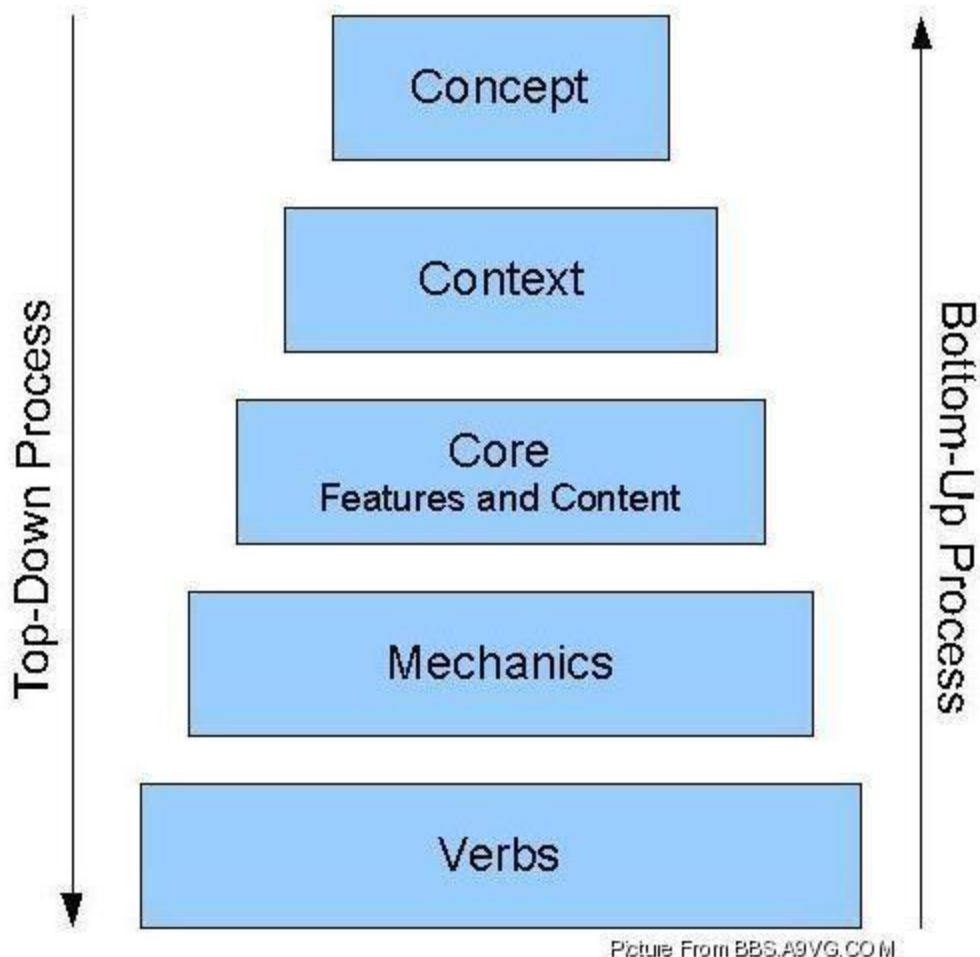 Concept
Context
Core
Features and Content
Mechanics
Verbs
Top-Down Process
Bottom-Up Process
Picture From BBS.A9VG.COM